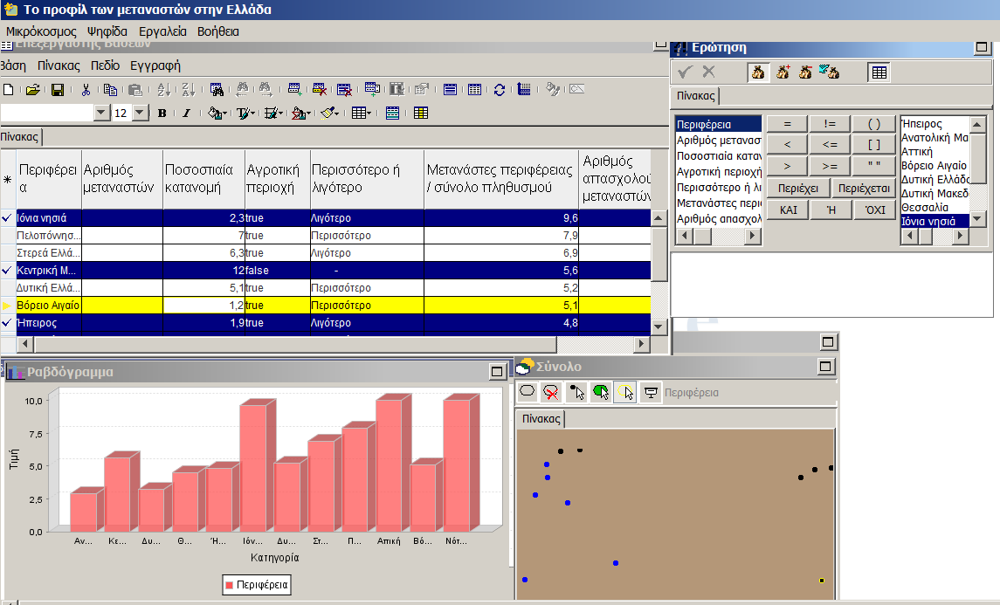 Το προφίλ των μεταναστών στην Ελλάδα
Μικρόκοσμος Ψηφίδα Εργαλεία Βοήθεια
Επεξεργαστής Βάσεων
Βάση Πίνακας Πεδίο Εγγραφή
12
Πίνακας
Περιφέρεια Αριθμός μεταναστών Ποσοστιαία κατανομή Αγροτική περιοχή Περισσότερο ή λιγότερο Μετανάστες περιφέρειας / σύνολο πληθυσμού Αριθμός απασχολού μεταναστών
Ιόνια νησιά 2,3 true Λιγότερο 9,6
Πελοπόννησ... 7 true Περισσότερο 7,9
Στερεά Ελλά... 6,3 true Λιγότερο 6,9
Κεντρική Μ... 12 false - 5,6
Δυτική Ελλά... 5,1 true Περισσότερο 5,2
Βόρειο Αιγαίο 1,2 true Περισσότερο 5,1
Ήπειρος 1,9 true Λιγότερο 4,8
Ερώτηση
Πίνακας
Περιφέρεια
Αριθμός μεταναστ
Ποσοστιαία καταν
Αγροτική περιοχή
Περισσότερο ή λι
Μετανάστες περι
Αριθμός απασχολ
= != ( )
< <= [ ]
> >= " "
Περιέχει Περιέχεται
ΚΑΙ Ή ΌΧΙ
Ήπειρος
Ανατολική Μα
Αττική
Βόρειο Αιγαίο
Δυτική Ελλάδ
Δυτική Μακεδ
Θεσσαλία
Ιόνια νησιά
Ραβδόγραμμα
10,0
7,5
5,0
2,5
0,0
Τιμή
Αν... Κε... Δυ... Θ... Ή... Ιόν... Δυ... Στ... Π... Αττική Βό... Νότ...
Κατηγορία
Περιφέρεια
Σύνολο
Περιφέρεια
Πίνακας